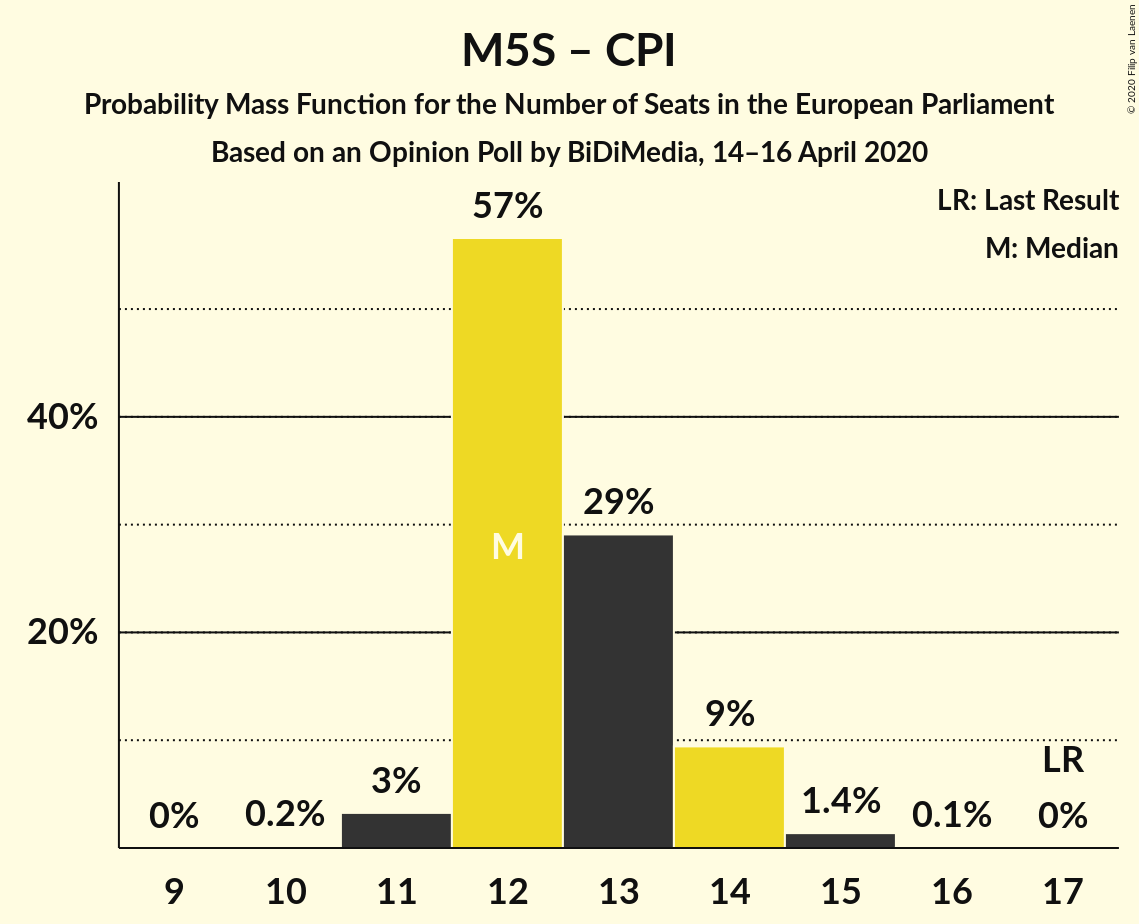 M5S – CPI
Probability Mass Function for the Number of Seats in the European Parliament
Based on an Opinion Poll by BiDiMedia, 14–16 April 2020
© 2020 Filip van Laenen
LR: Last Result
M: Median
57%
40%
29%
M
20%
9%
LR
3%
0%
0.2%
1.4%
0.1%
0%
9 10 11 12 13 14 15 16 17